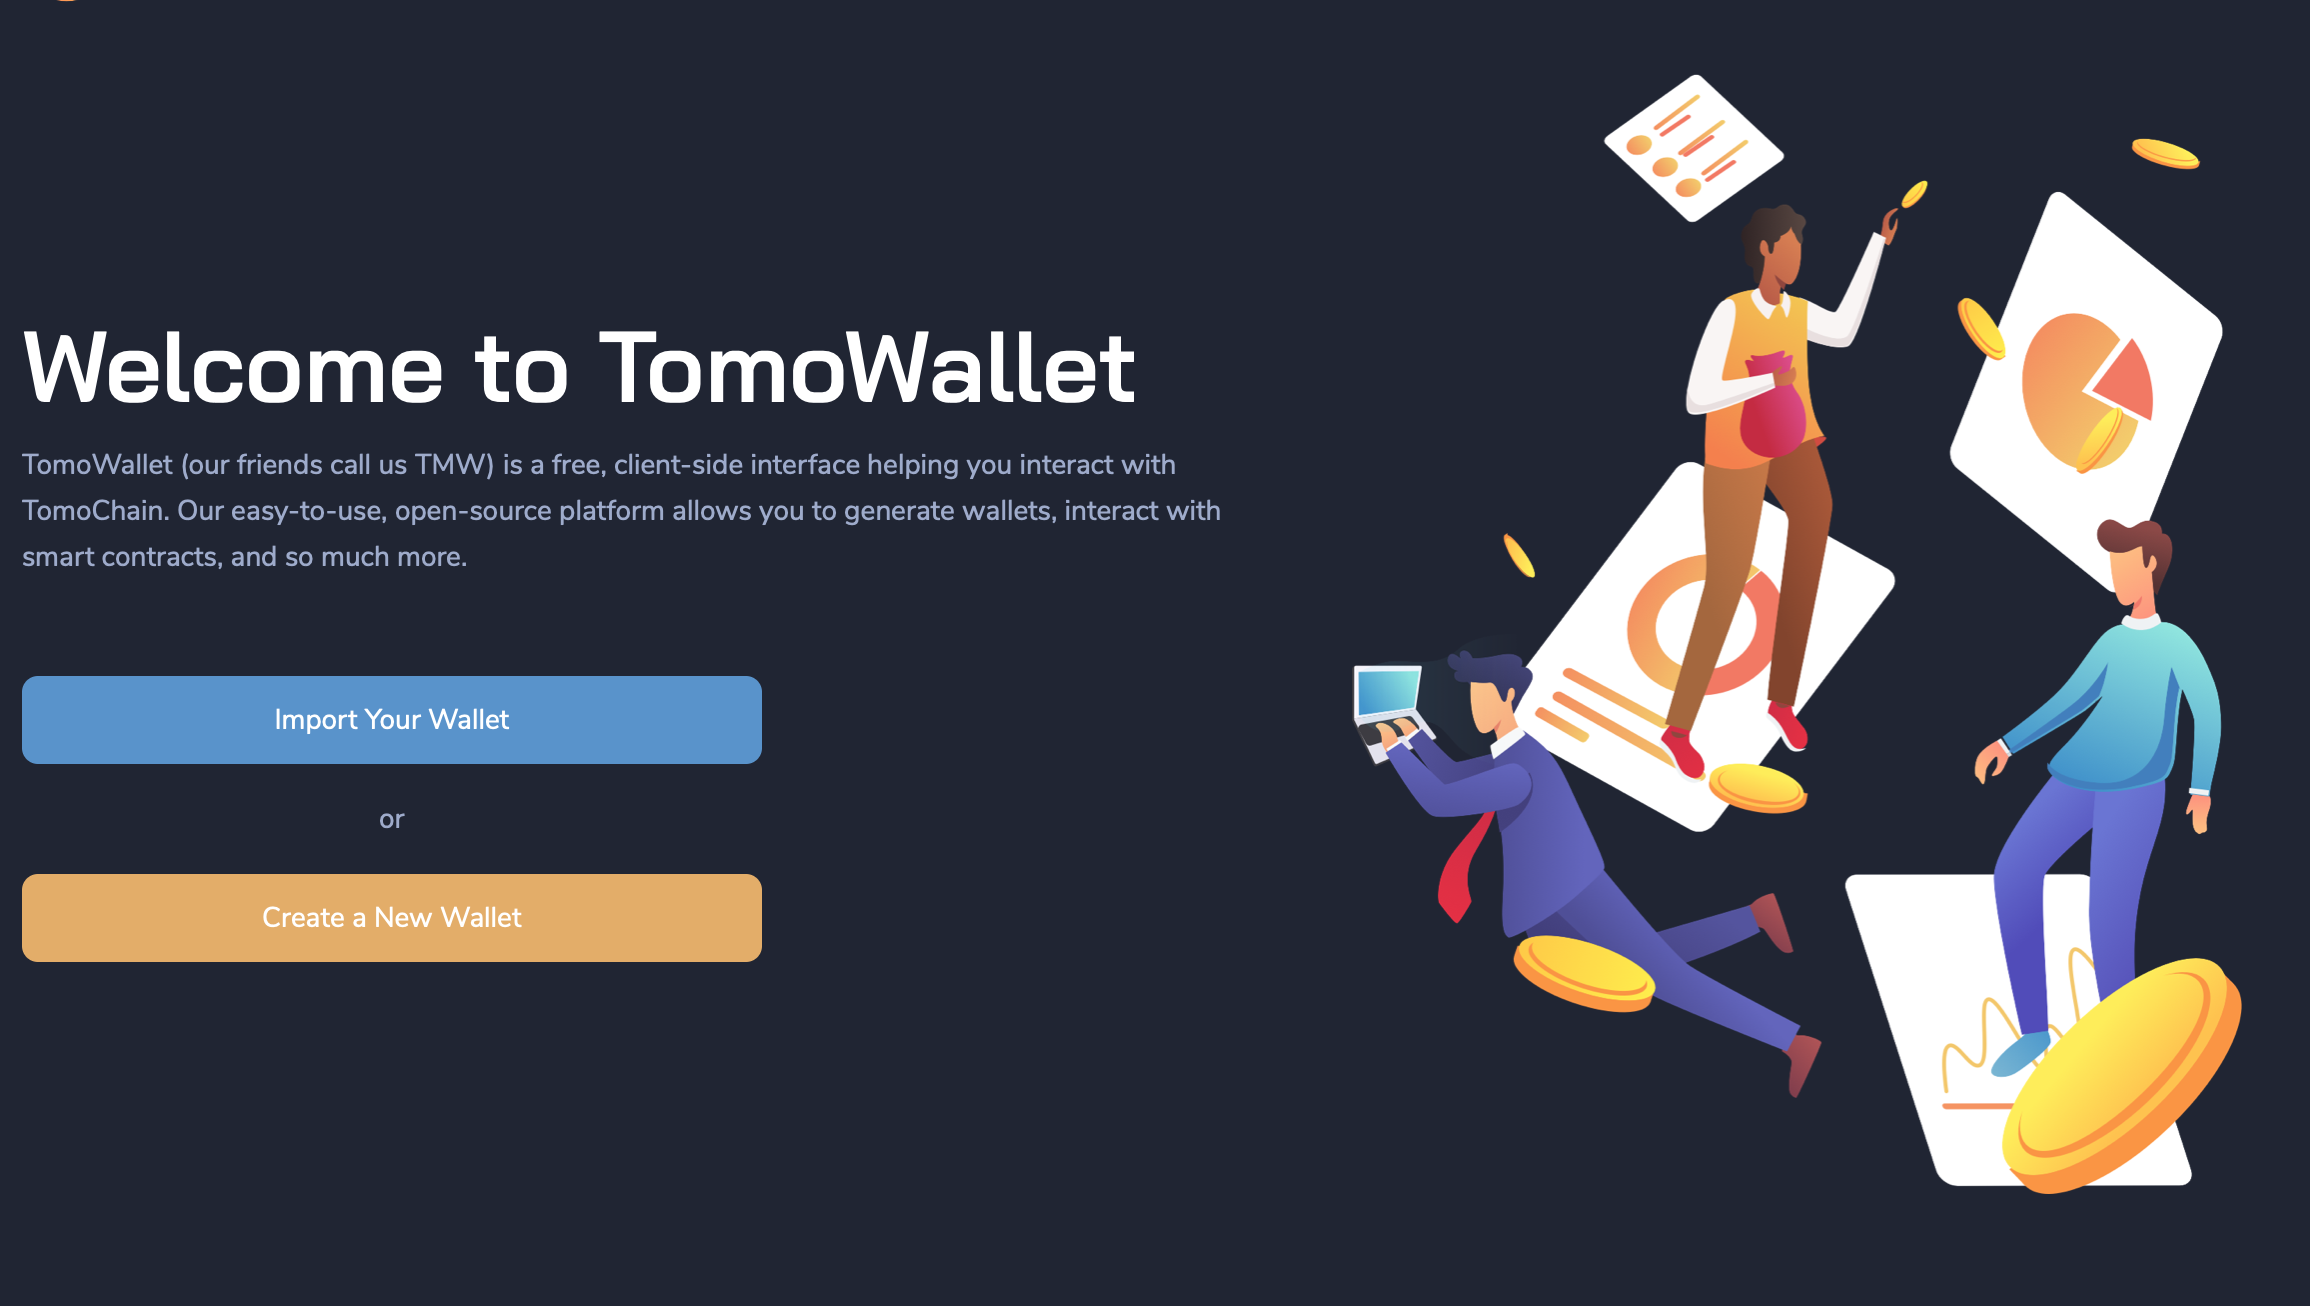 Welcome to TomoWallet
TomoWallet (our friends call us TMW) is a free, client-side interface helping you interact with
TomoChain. Our easy-to-use, open-source platform allows you to generate wallets, interact with
smart contracts, and so much more.
Import Your Wallet
or
Create a New Wallet